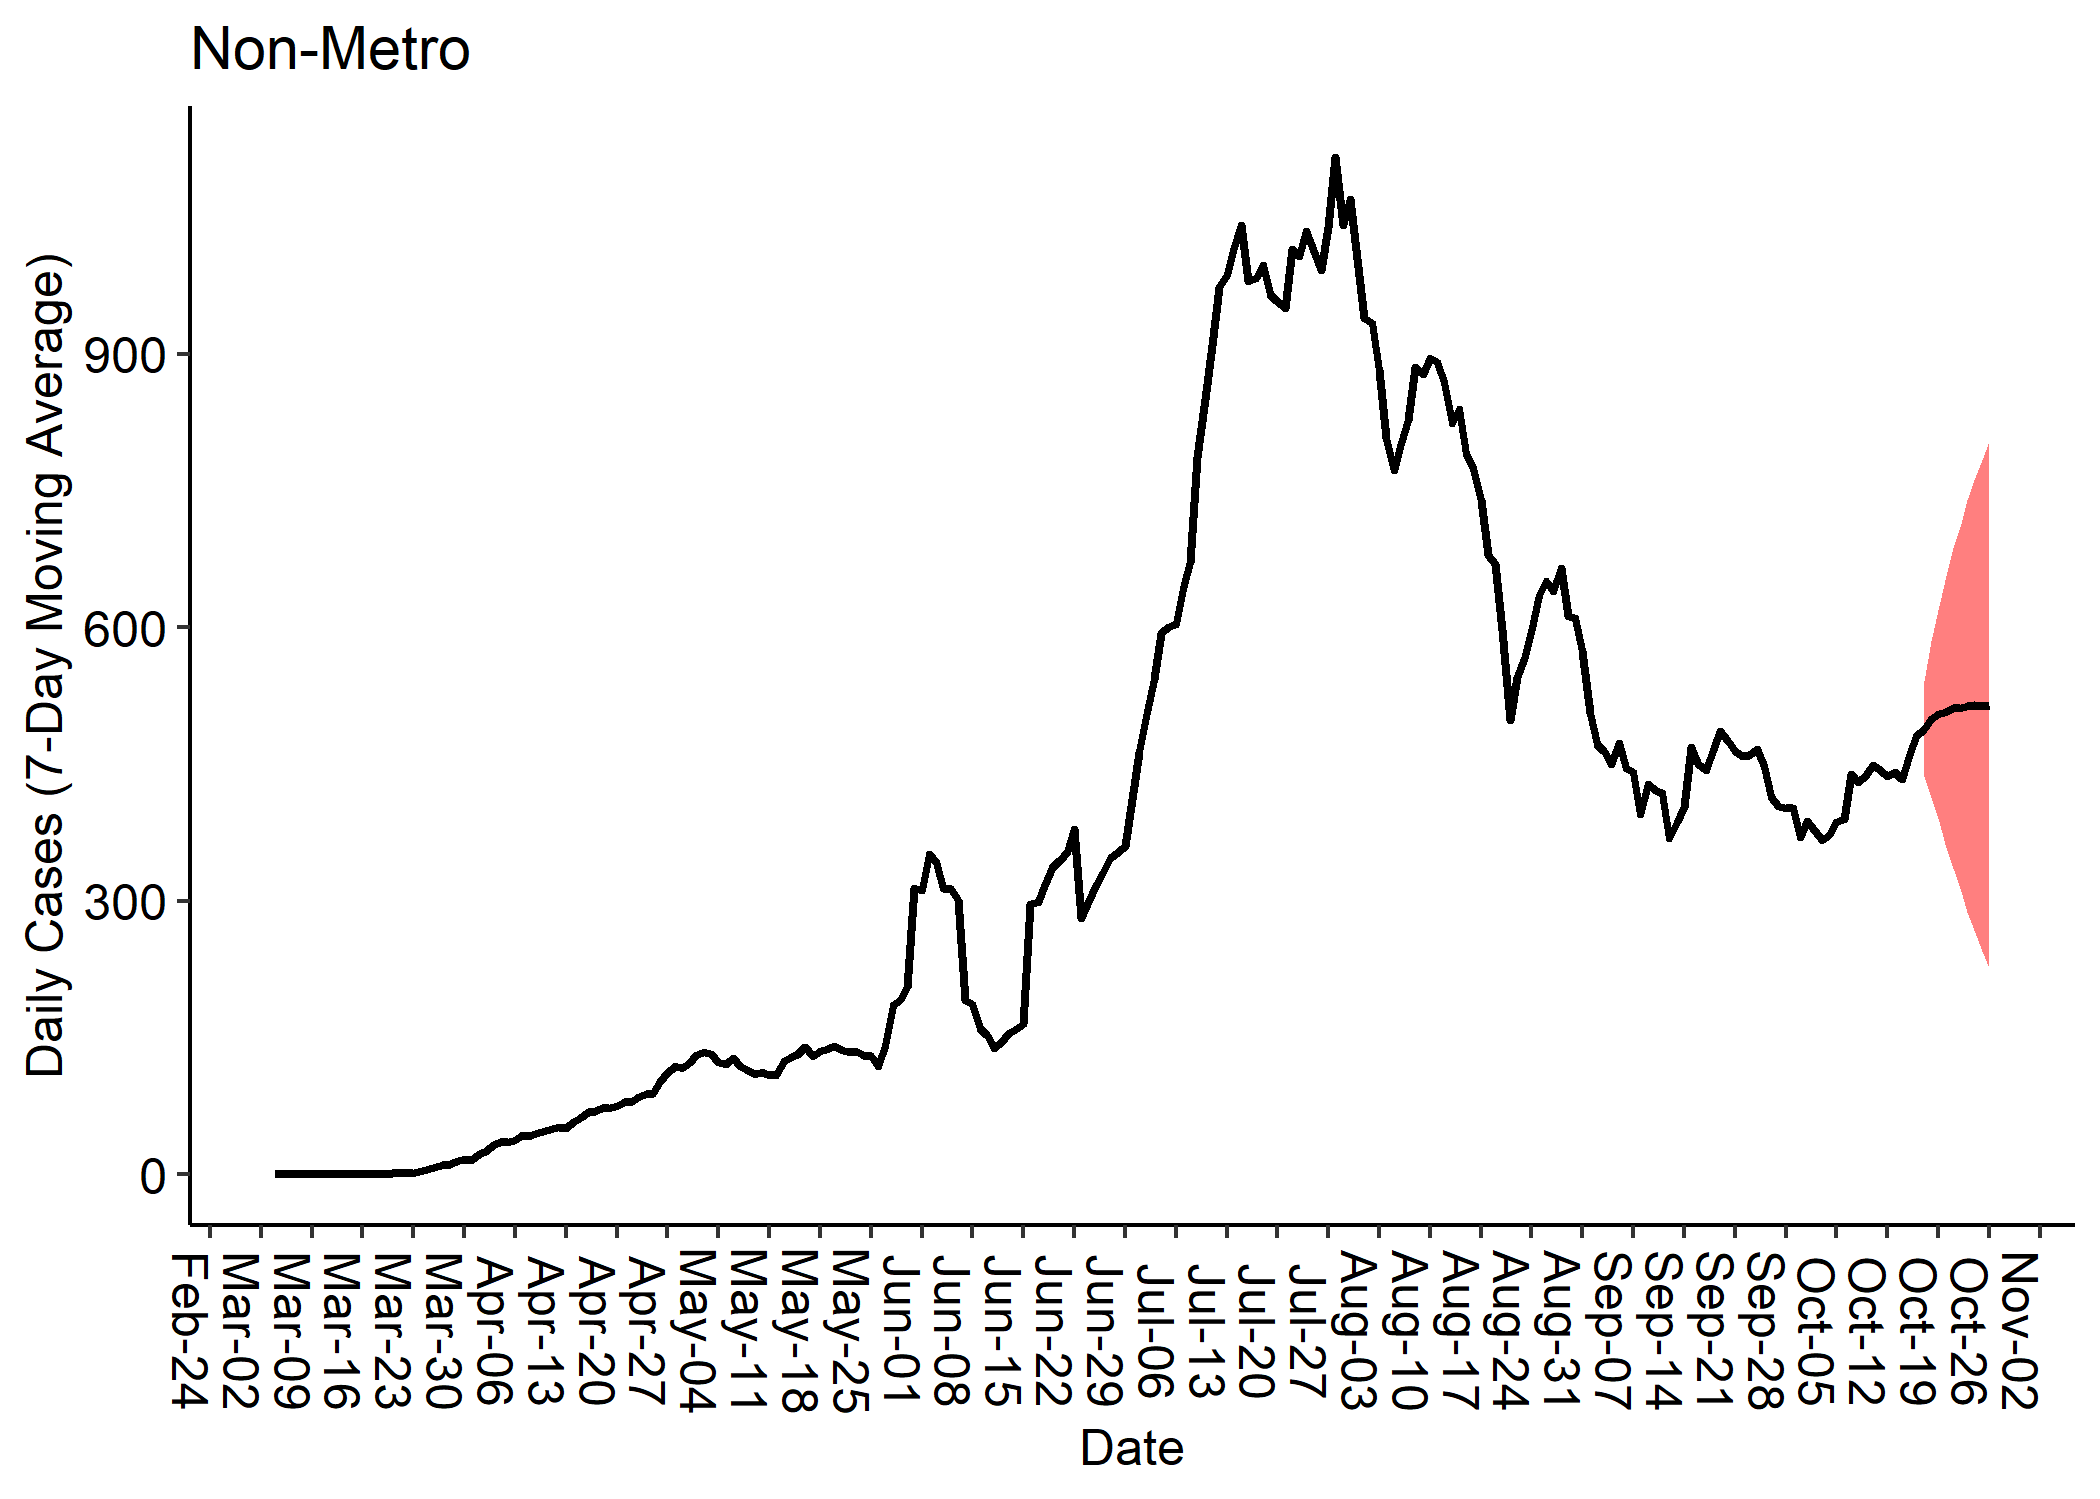 Non-Metro
Daily Cases (7-Day Moving Average)
900
600
300
0
Feb-24
Mar-02
Mar-09
Mar-16
Mar-23
Mar-30
Apr-06
Apr-13
Apr-20
Apr-27
May-04
May-11
May-18
May-25
Jun-01
Jun-08
Jun-15
Jun-22
Jun-29
Jul-06
Jul-13
Jul-20
Jul-27
Aug-03
Aug-10
Aug-17
Aug-24
Aug-31
Sep-07
Sep-14
Sep-21
Sep-28
Oct-05
Oct-12
Oct-19
Oct-26
Nov-02
Date